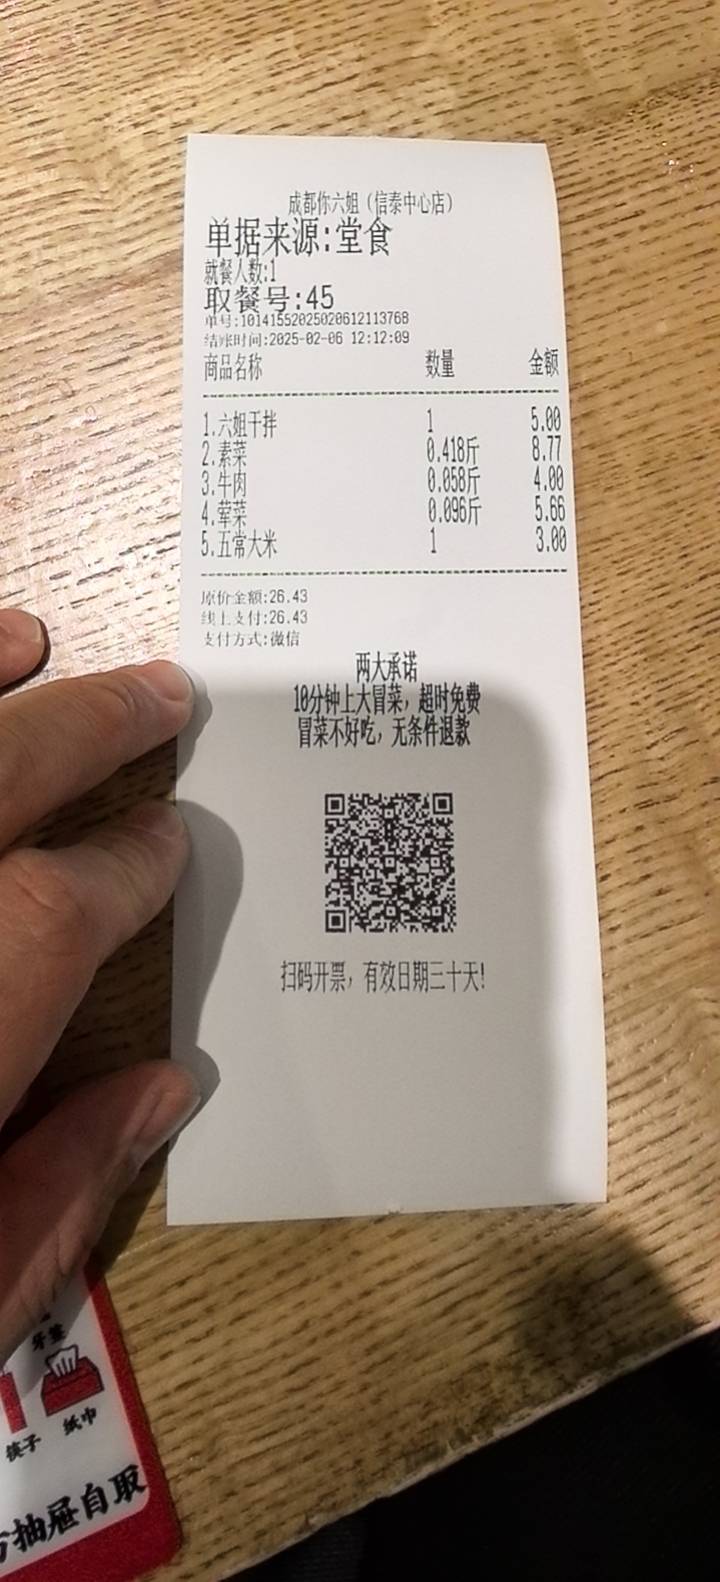 成都你六姐（信泰中心店）
单据来源:堂食
就餐人数:1
取餐号:45
单号:10141552025020612113768
结账时间:2025-02-06 12:12:09
商品名称 数量 金额
1.六姐干拌 1 5.00
2.素菜 0.418斤 8.77
3.牛肉 0.058斤 4.00
4.荤菜 0.096斤 5.66
5.五常大米 1 3.00
原价金额:26.43
线上支付:26.43
支付方式:微信
两大承诺
10分钟上大冒菜，超时免费
冒菜不好吃，无条件退款
扫码开票，有效日期三十天!
牙签
筷子 纸巾
抽屉自取